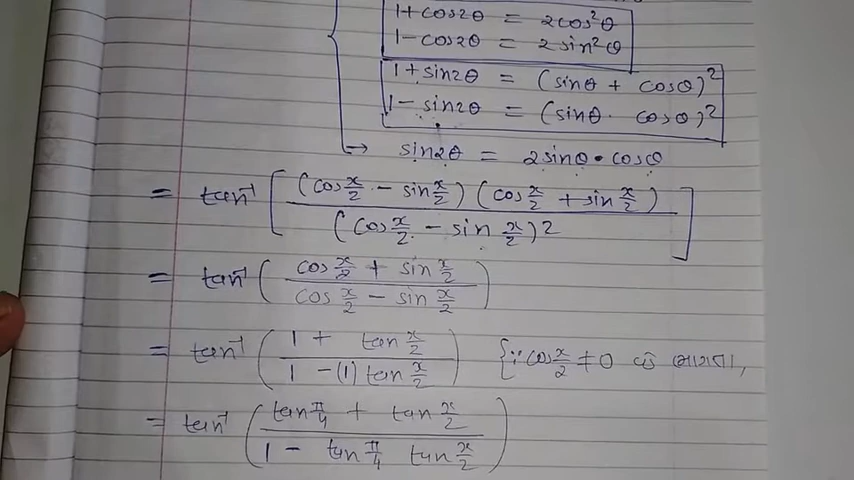 1+cos2θ = 2cos²θ
1-cos2θ = 2sin²θ
1+sin2θ = (sinθ + cosθ)²
1-sin2θ = (sinθ - cosθ)²
→ sin2θ = 2sinθ•cosθ
= tan⁻¹ [ (cos x/2 - sin x/2) (cos x/2 + sin x/2) / (cos x/2 - sin x/2)² ]
= tan⁻¹ ( cos x/2 + sin x/2 / cos x/2 - sin x/2 )
= tan⁻¹ ( 1 + tan x/2 / 1 - (1) tan x/2 ) {∵ cos x/2 ≠ 0
= tan⁻¹ ( tan π/4 + tan x/2 / 1 - tan π/4 tan x/2 )